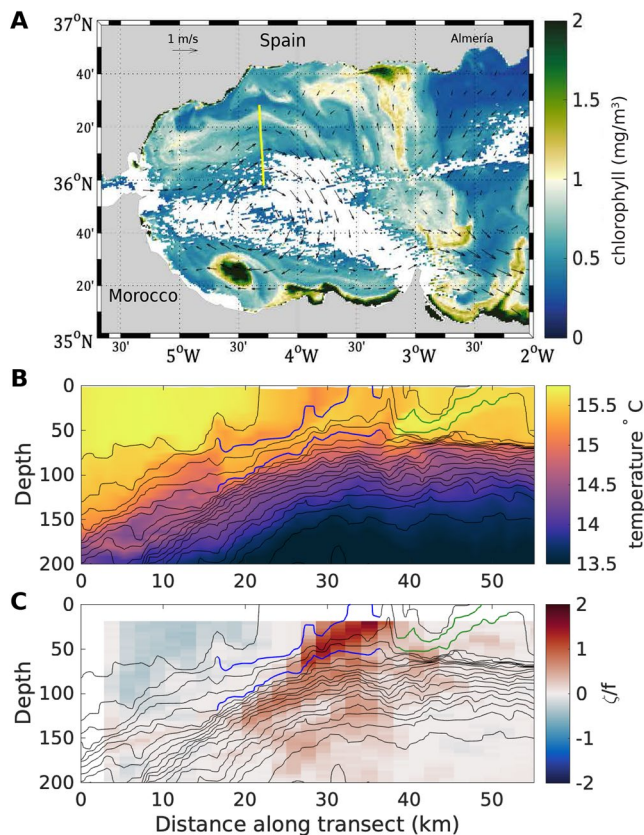 A
37°N
40'
20'
36°N
40'
20'
35°N
1 m/s
Spain
Almería
Morocco
30'
5°W
30'
4°W
30'
3°W
30'
2°W
2
1.5
1
0.5
0
chlorophyll (mg/m³)
B
0
50
100
150
200
Depth
0 10 20 30 40 50
15.5
15
14.5
14
13.5
temperature ° C
C
0
50
100
150
200
Depth
0 10 20 30 40 50
Distance along transect (km)
2
1
0
-1
-2
ζ/f